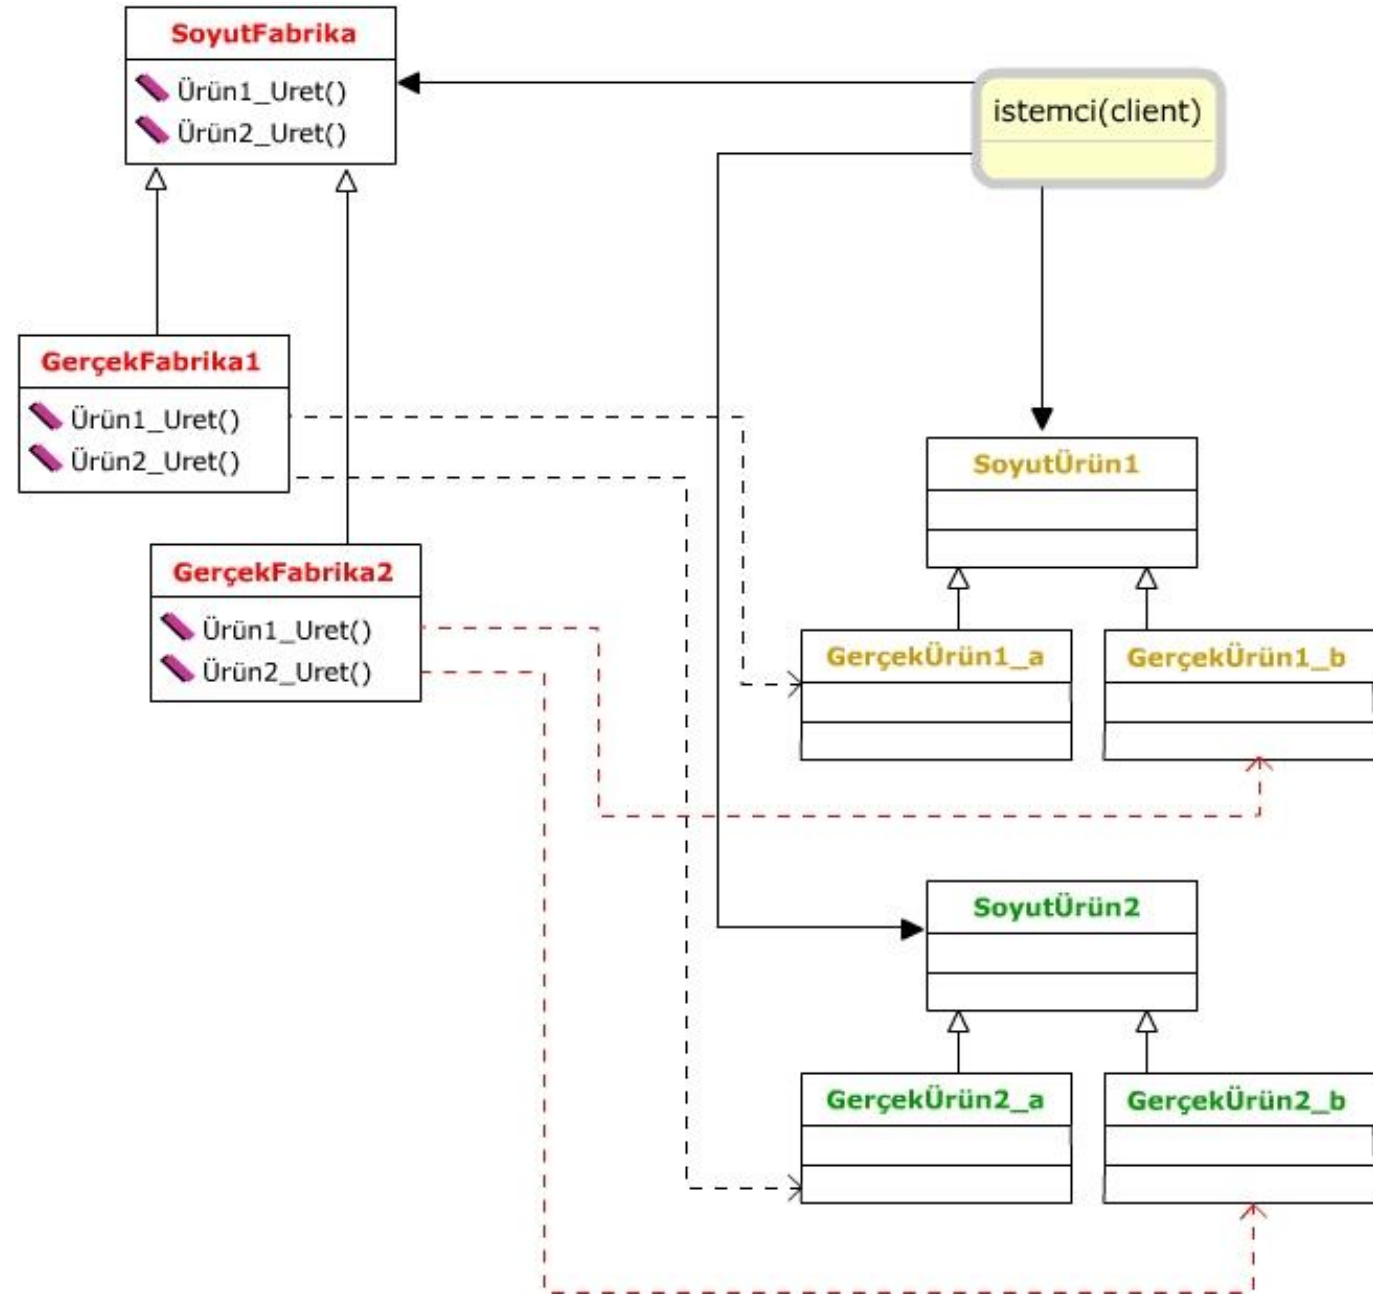 SoyutFabrika
Ürün1_Uret()
Ürün2_Uret()
istemci(client)
GerçekFabrika1
Ürün1_Uret()
Ürün2_Uret()
SoyutÜrün1
GerçekFabrika2
Ürün1_Uret()
Ürün2_Uret()
GerçekÜrün1_a
GerçekÜrün1_b
SoyutÜrün2
GerçekÜrün2_a
GerçekÜrün2_b